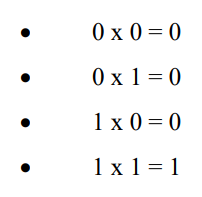 • 0 x 0 = 0
• 0 x 1 = 0
• 1 x 0 = 0
• 1 x 1 = 1